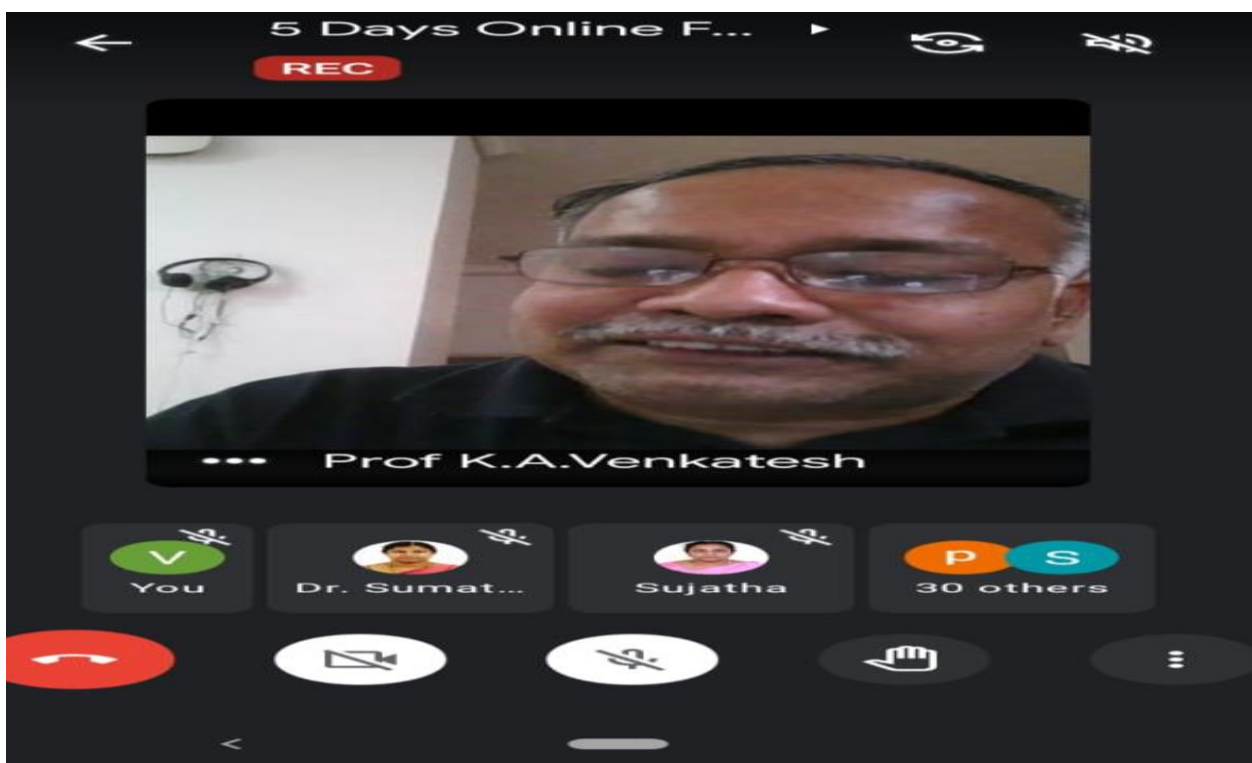 5 Days Online F...
REC
Prof K.A.Venkatesh
V
You
Dr. Sumat...
Sujatha
P S
30 others